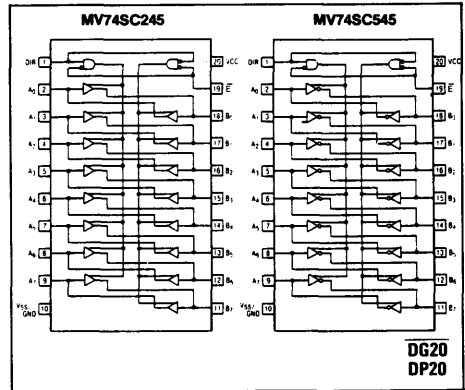 MV74SC245 MV74SC545
DIR 1 20 VCC DIR 1 20 VCC
19 E̅ 19 E̅
A₀ 2 A₀ 2
18 B₀ 18
A₁ 3 A₁ 3
17 B₁ 17 B₁
A₂ 4 A₂ 4
16 B₂ 16 B₂
A₃ 5 A₃ 5
15 B₃ 15 B₃
A₄ 6 A₄ 6
14 B₄ 14 B₄
A₅ 7 A₅ 7
13 B₅ 13 B₅
A₆ 8 A₆ 8
12 B₆ 12 B₆
A₇ 9 A₇ 9
11 B₇ 11 B₇
VSS/ GND 10 VSS/ GND 10
DG20
DP20